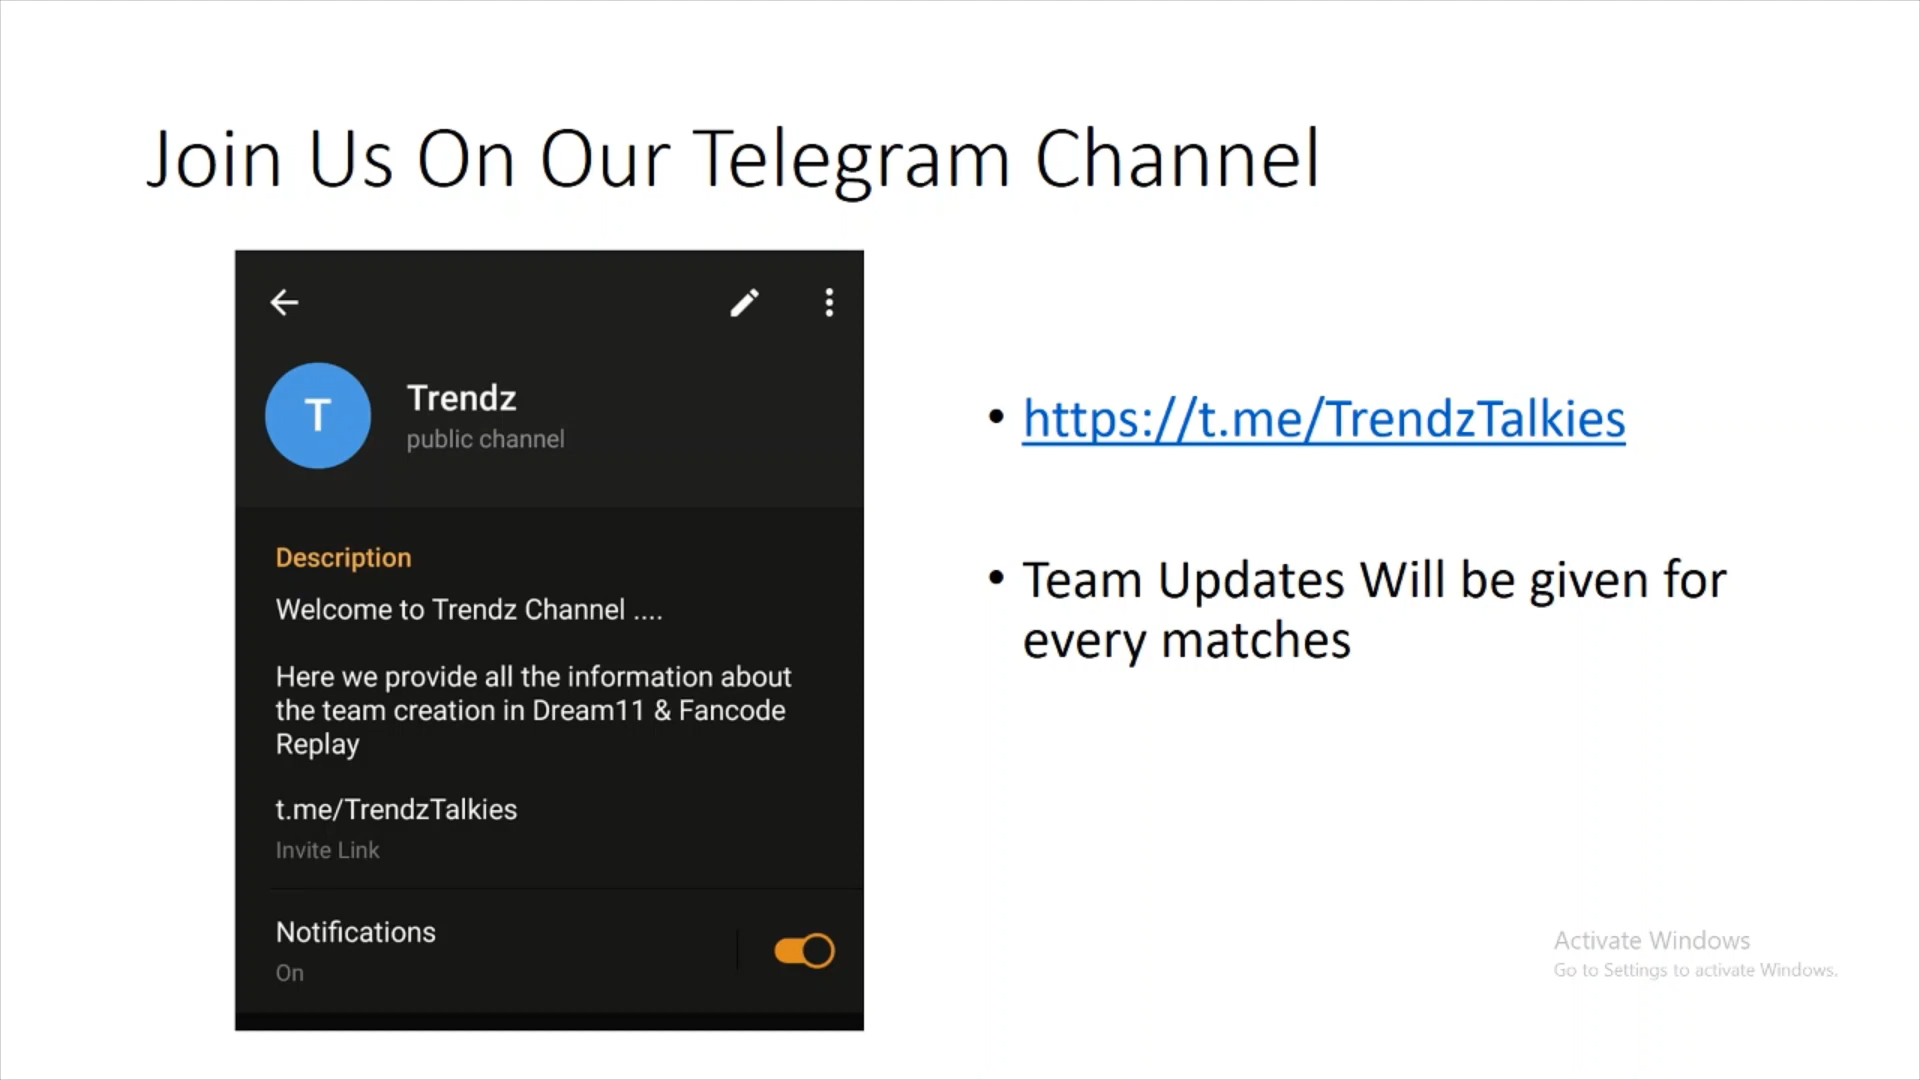 Join Us On Our Telegram Channel
T
Trendz
public channel
Description
Welcome to Trendz Channel ....
Here we provide all the information about
the team creation in Dream11 & Fancode
Replay
t.me/TrendzTalkies
Invite Link
Notifications
On
• https://t.me/TrendzTalkies
• Team Updates Will be given for
every matches
Activate Windows
Go to Settings to activate Windows.